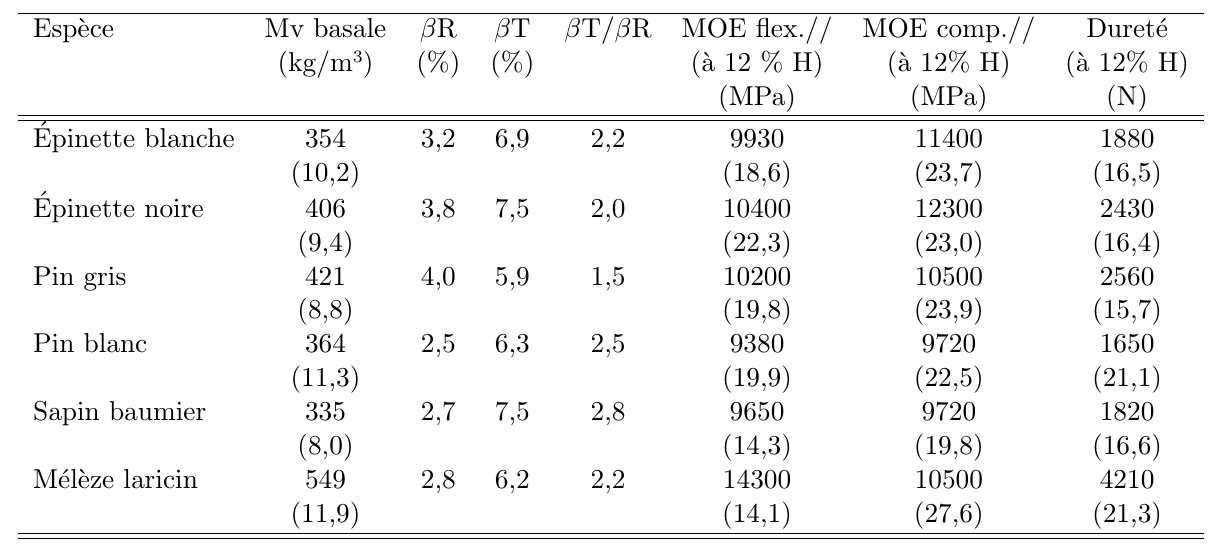 Espèce Mv basale βR βT βT/βR MOE flex.// MOE comp.// Dureté
(kg/m³) (%) (%) (à 12 % H) (à 12% H) (à 12% H)
(MPa) (MPa) (N)
Épinette blanche 354 3,2 6,9 2,2 9930 11400 1880
(10,2) (18,6) (23,7) (16,5)
Épinette noire 406 3,8 7,5 2,0 10400 12300 2430
(9,4) (22,3) (23,0) (16,4)
Pin gris 421 4,0 5,9 1,5 10200 10500 2560
(8,8) (19,8) (23,9) (15,7)
Pin blanc 364 2,5 6,3 2,5 9380 9720 1650
(11,3) (19,9) (22,5) (21,1)
Sapin baumier 335 2,7 7,5 2,8 9650 9720 1820
(8,0) (14,3) (19,8) (16,6)
Mélèze laricin 549 2,8 6,2 2,2 14300 10500 4210
(11,9) (14,1) (27,6) (21,3)